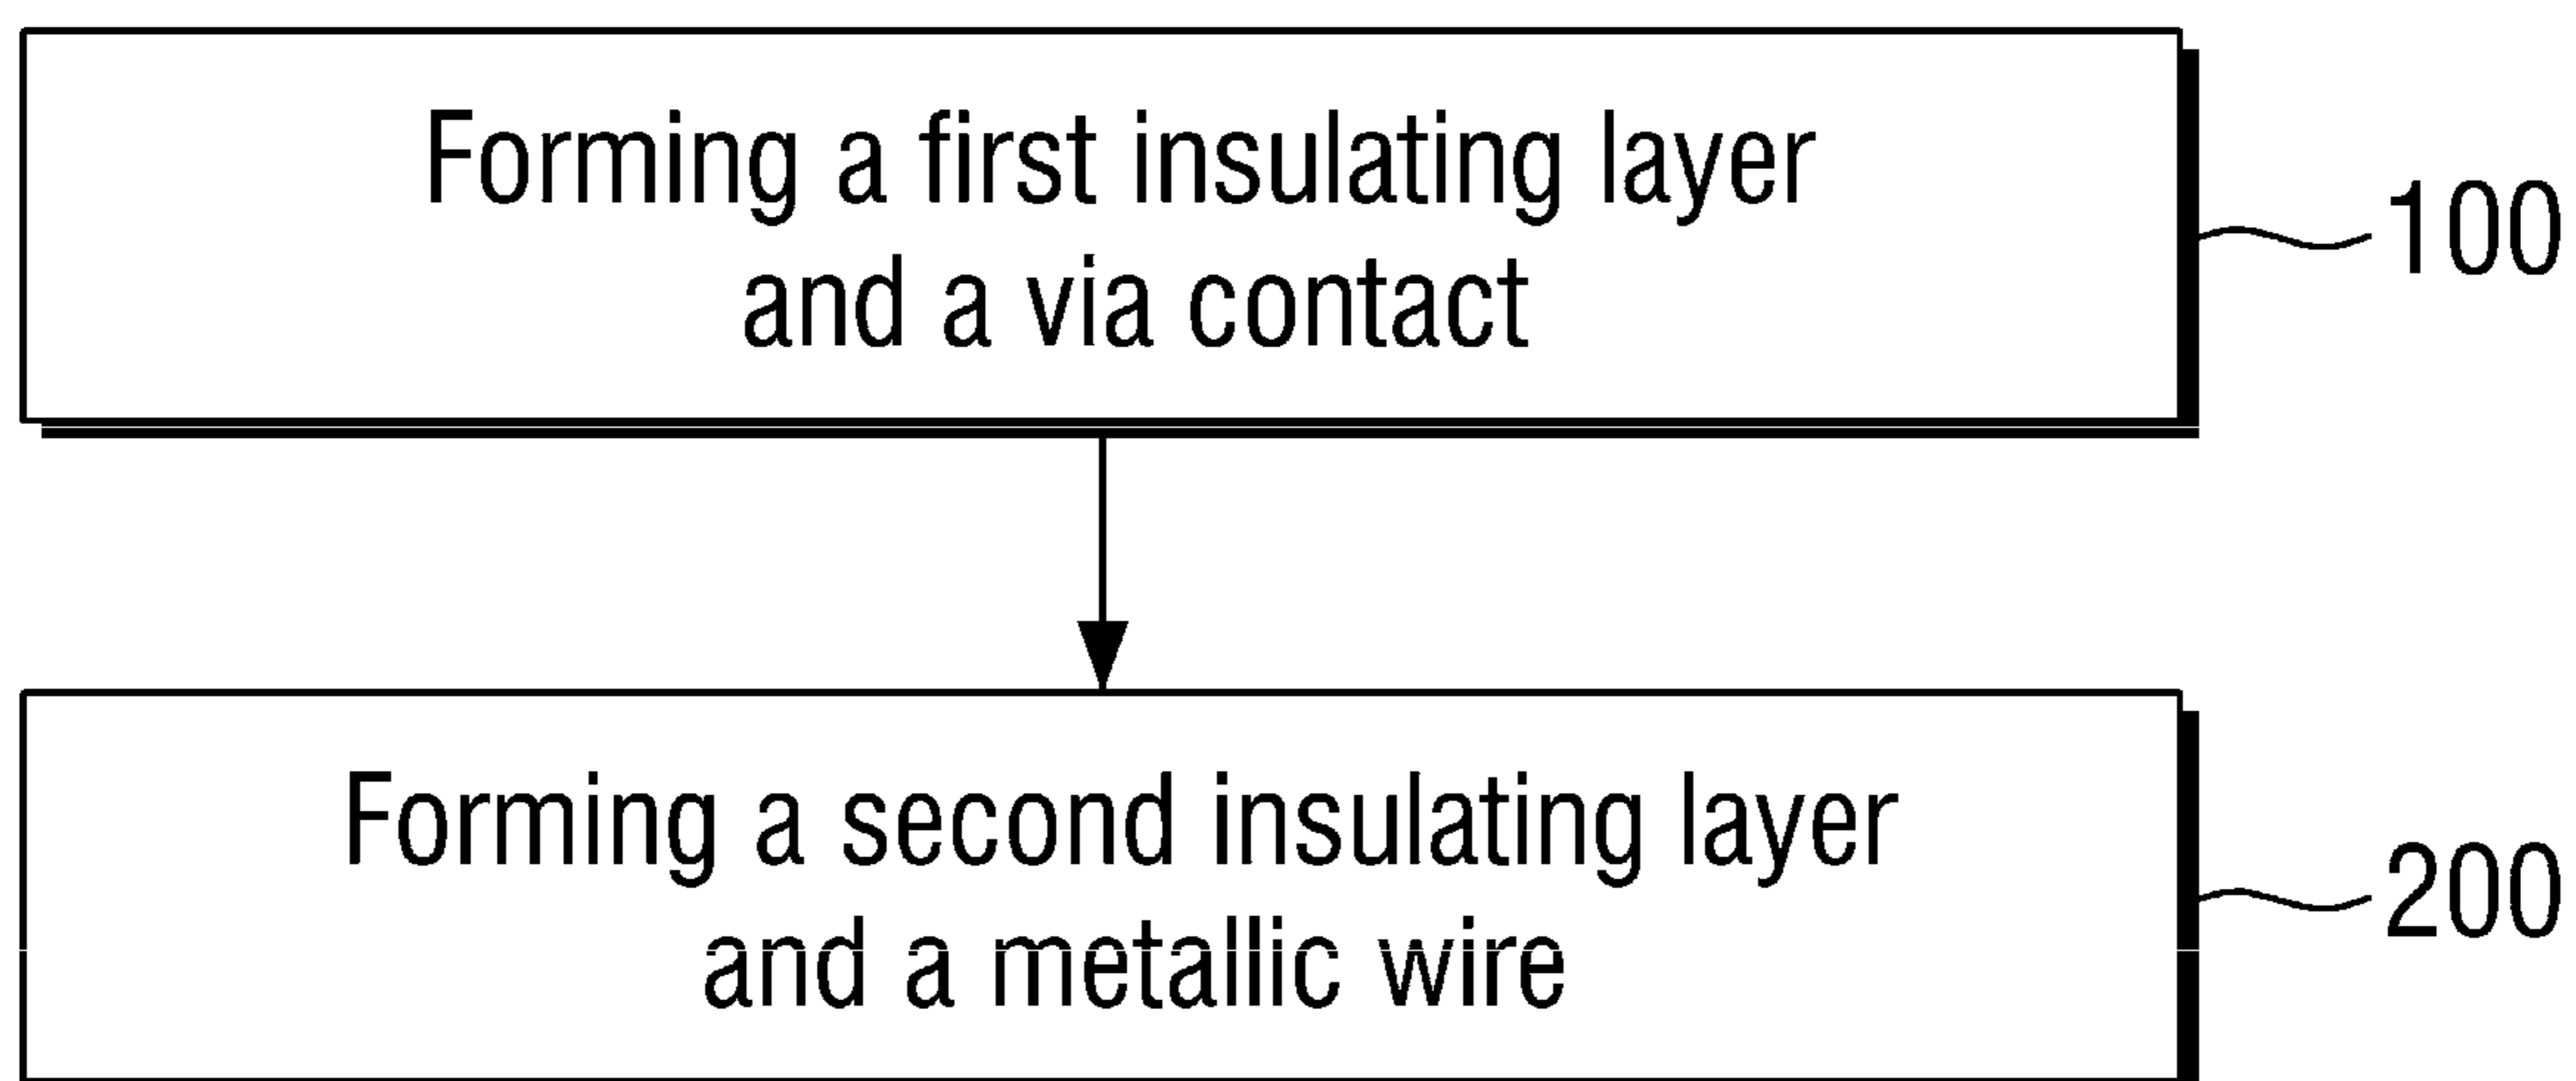 Forming a first insulating layer
and a via contact
100
Forming a second insulating layer
and a metallic wire
200